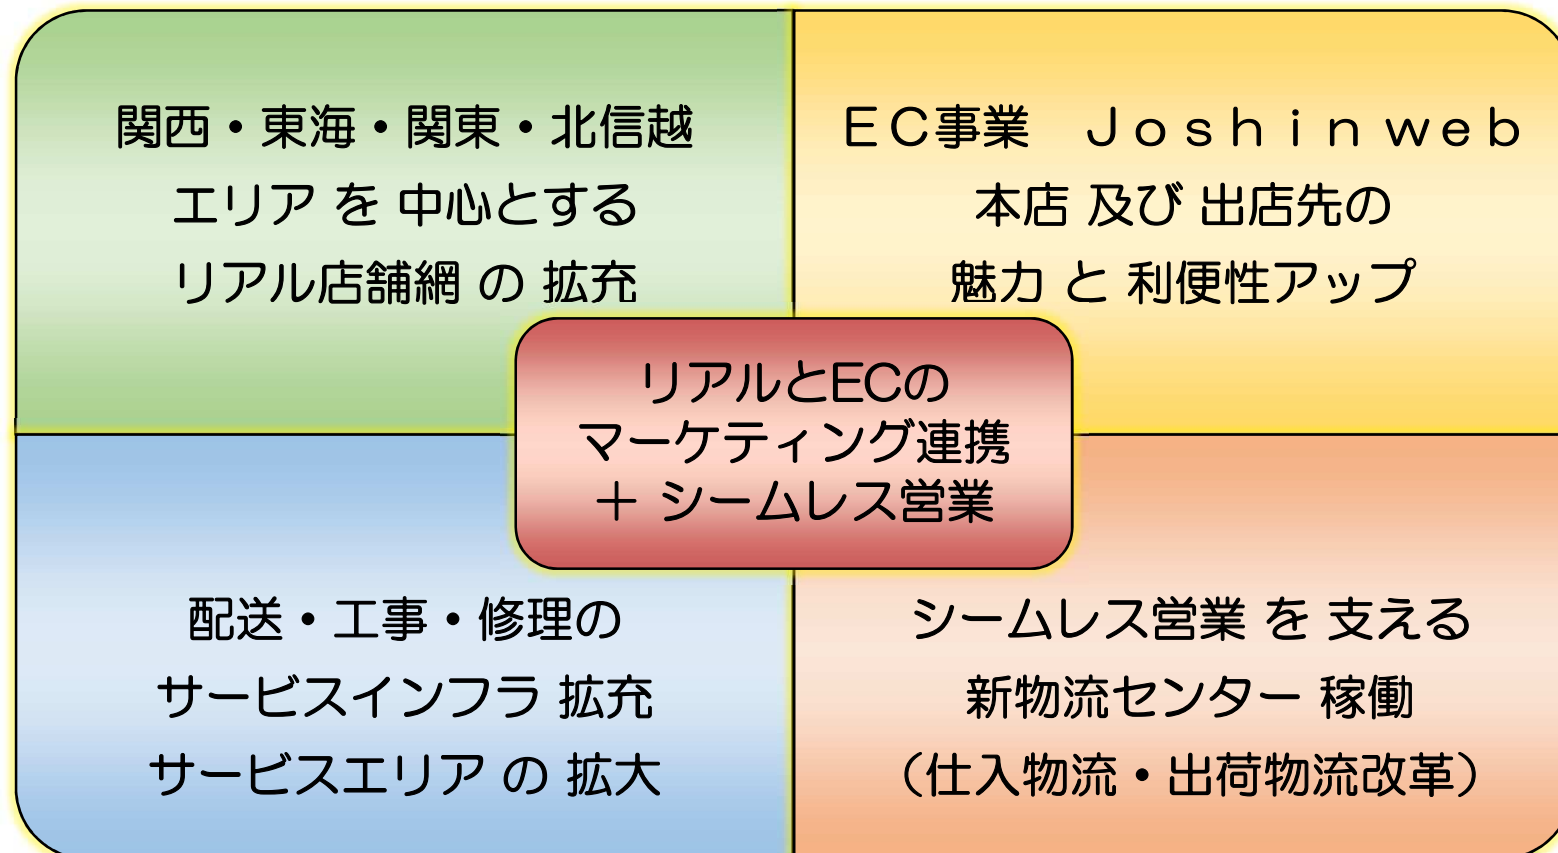 関西・東海・関東・北信越
エリア を 中心とする
リアル店舗網 の 拡充
ＥＣ事業　Ｊｏｓｈｉｎｗｅｂ
本店 及び 出店先の
魅力 と 利便性アップ
リアルとECの
マーケティング連携
＋ シームレス営業
配送・工事・修理の
サービスインフラ 拡充
サービスエリア の 拡大
シームレス営業 を 支える
新物流センター 稼働
（仕入物流・出荷物流改革）